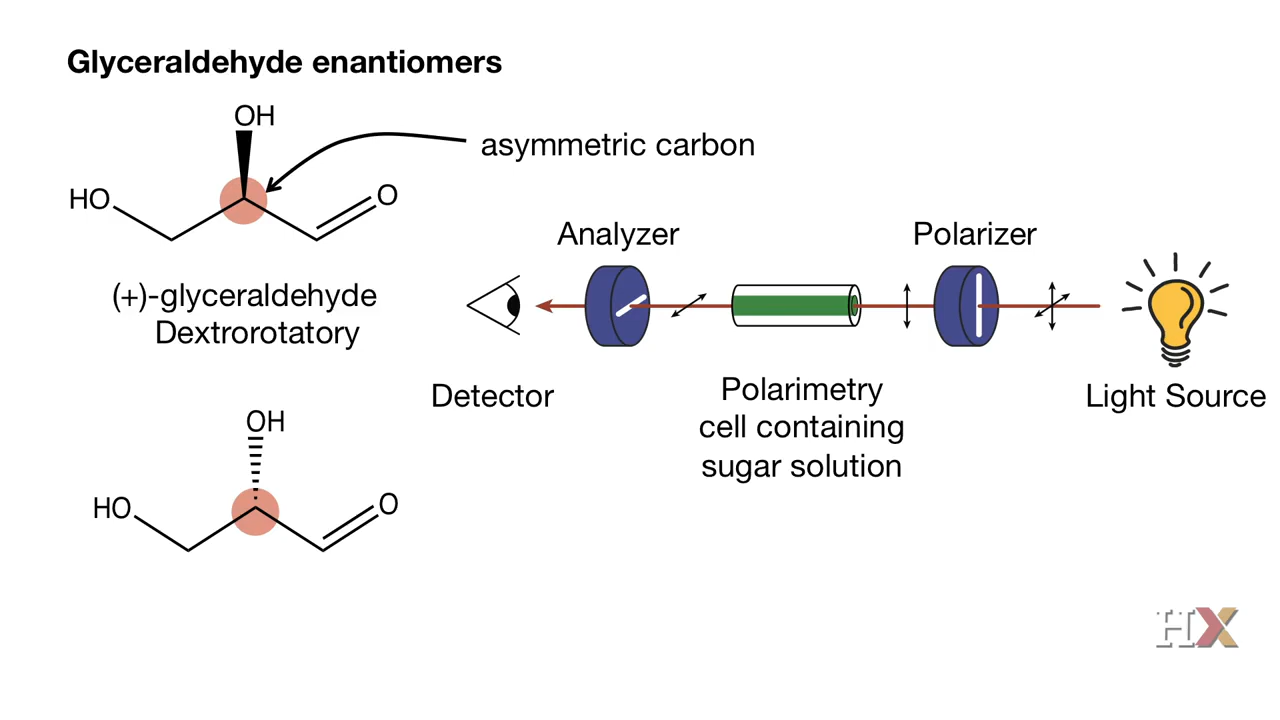 Glyceraldehyde enantiomers
OH
asymmetric carbon
HO
O
(+)-glyceraldehyde
Dextrorotatory
Analyzer
Polarizer
Detector
Polarimetry
cell containing
sugar solution
Light Source
OH
HO
O
HX